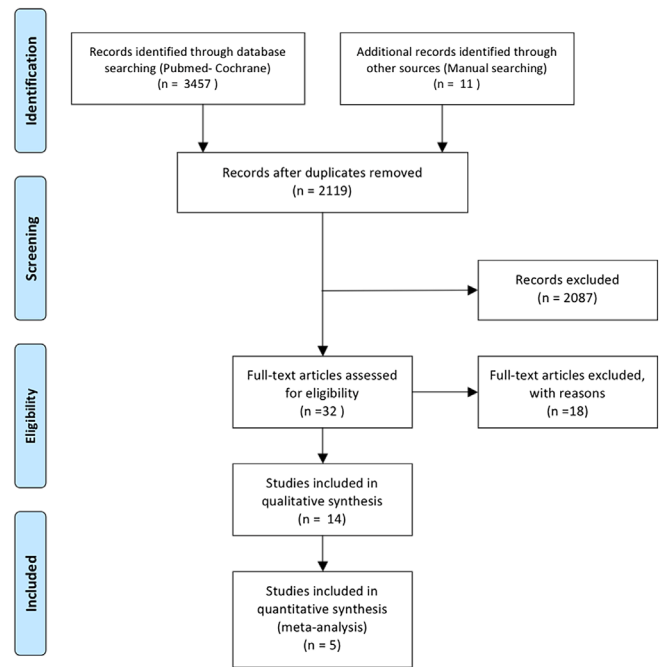 Identification
Records identified through database
searching (Pubmed- Cochrane)
(n = 3457 )
Additional records identified through
other sources (Manual searching)
(n = 11 )
Records after duplicates removed
(n = 2119)
Screening
Records excluded
(n = 2087)
Eligibility
Full-text articles assessed
for eligibility
(n =32 )
Full-text articles excluded,
with reasons
(n =18)
Studies included in
qualitative synthesis
(n = 14)
Included
Studies included in
quantitative synthesis
(meta-analysis)
(n = 5)